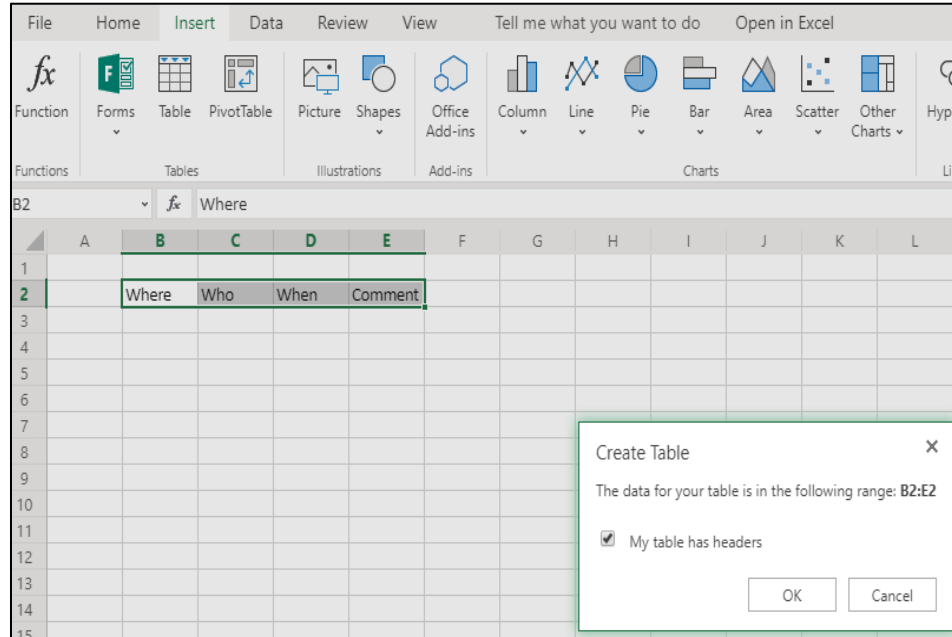 File Home Insert Data Review View Tell me what you want to do Open in Excel
fx F
Function Forms Table PivotTable Picture Shapes Office Add-ins Column Line Pie Bar Area Scatter Other Charts
Functions Tables Illustrations Add-ins Charts
B2 fx Where
A B C D E F G H I J K L
1
2 Where Who When Comment
3
4
5
6
7
8
9
10
11
12
13
14
15
Create Table
The data for your table is in the following range: B2:E2
My table has headers
OK Cancel